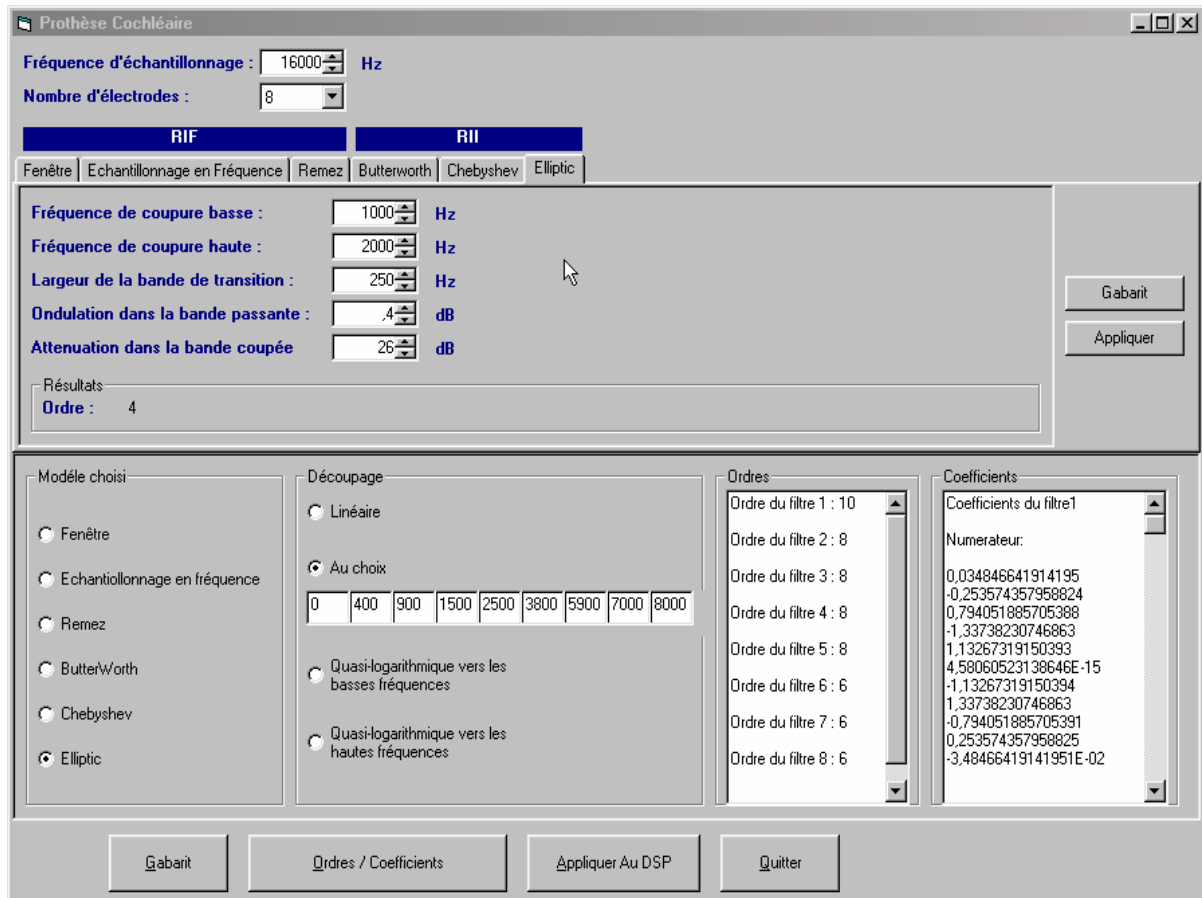 Prothèse Cochléaire
Fréquence d'échantillonnage : 16000 Hz
Nombre d'électrodes : 8
RIF RII
Fenêtre Echantillonnage en Fréquence Remez Butterworth Chebyshev Elliptic
Fréquence de coupure basse : 1000 Hz
Fréquence de coupure haute : 2000 Hz
Largeur de la bande de transition : 250 Hz
Ondulation dans la bande passante : ,4 dB
Attenuation dans la bande coupée 26 dB
Gabarit
Appliquer
Résultats
Ordre : 4
Modéle choisi
Fenêtre
Echantiollonnage en fréquence
Remez
ButterWorth
Chebyshev
Elliptic
Découpage
Linéaire
Au choix
0 400 900 1500 2500 3800 5900 7000 8000
Quasi-logarithmique vers les
basses fréquences
Quasi-logarithmique vers les
hautes fréquences
Ordres
Ordre du filtre 1 : 10
Ordre du filtre 2 : 8
Ordre du filtre 3 : 8
Ordre du filtre 4 : 8
Ordre du filtre 5 : 8
Ordre du filtre 6 : 6
Ordre du filtre 7 : 6
Ordre du filtre 8 : 6
Coefficients
Coefficients du filtre1
Numerateur:
0,034846641914195
-0,253574357958824
0,794051885705388
-1,33738230746863
1,13267319150393
4,58060523138646E-15
-1,13267319150394
1,33738230746863
-0,794051885705391
0,253574357958825
-3,48466419141951E-02
Gabarit
Ordres / Coefficients
Appliquer Au DSP
Quitter